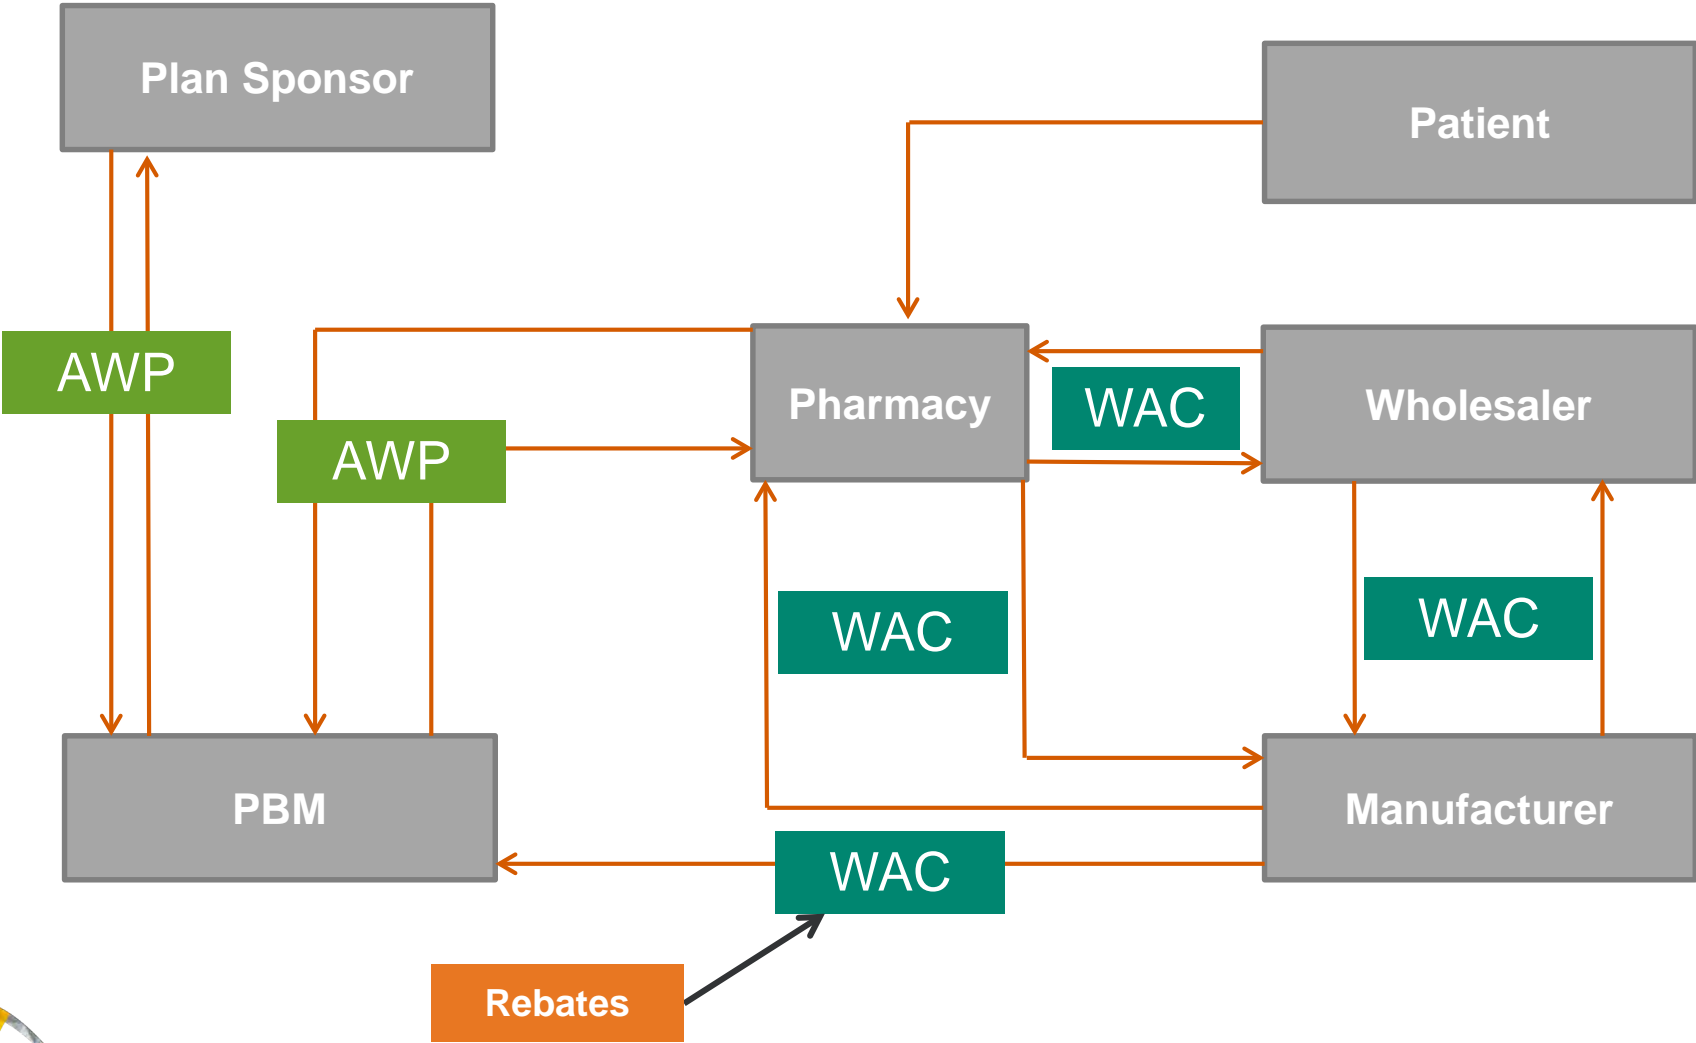 Plan Sponsor
Patient
AWP
AWP
Pharmacy
WAC
Wholesaler
WAC
WAC
PBM
Manufacturer
WAC
Rebates